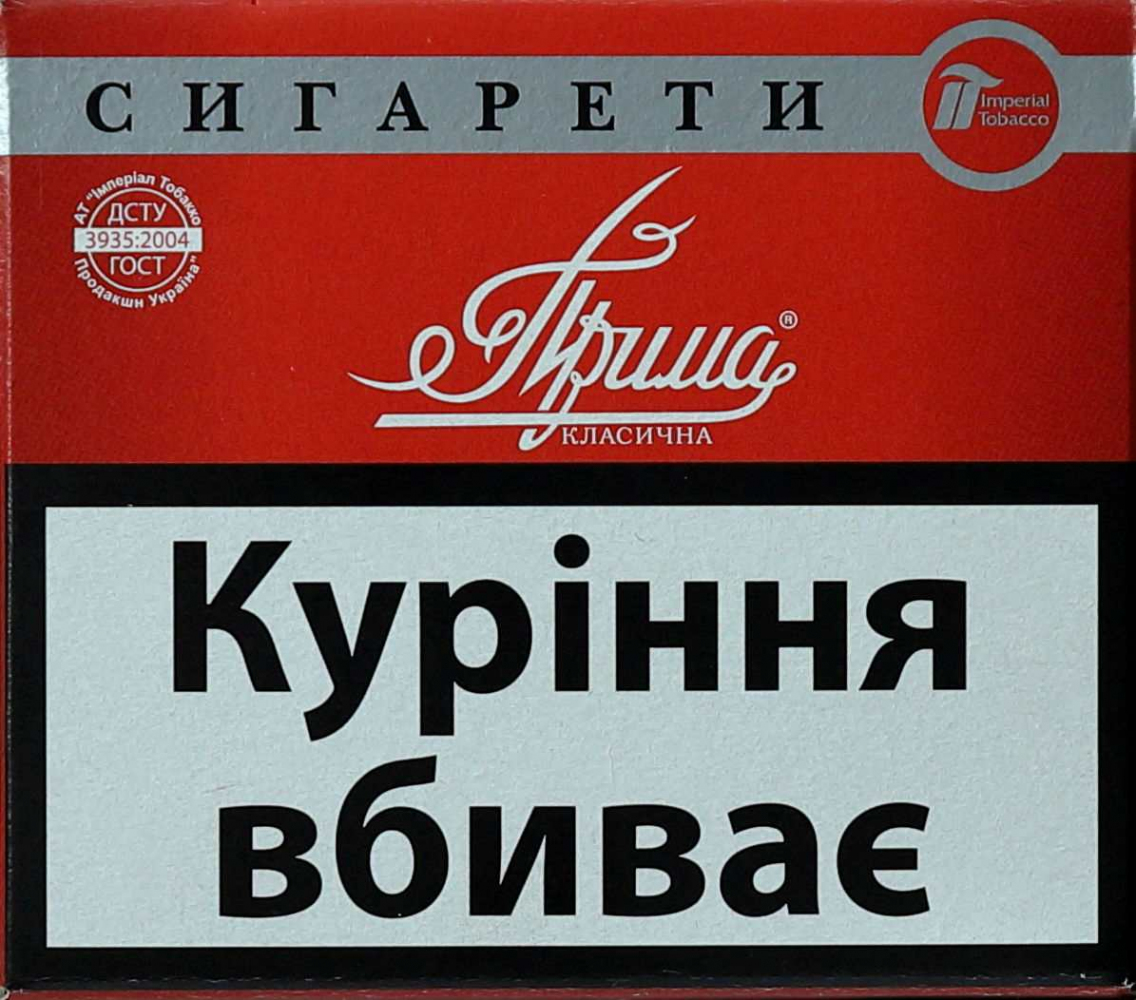 СИГАРЕТИ
Imperial
Tobacco
АТ "Імперіал Тобакко
ДСТУ
3935:2004
ГОСТ
Продакшн Україна"
Прима®
КЛАСИЧНА
Куріння
вбиває